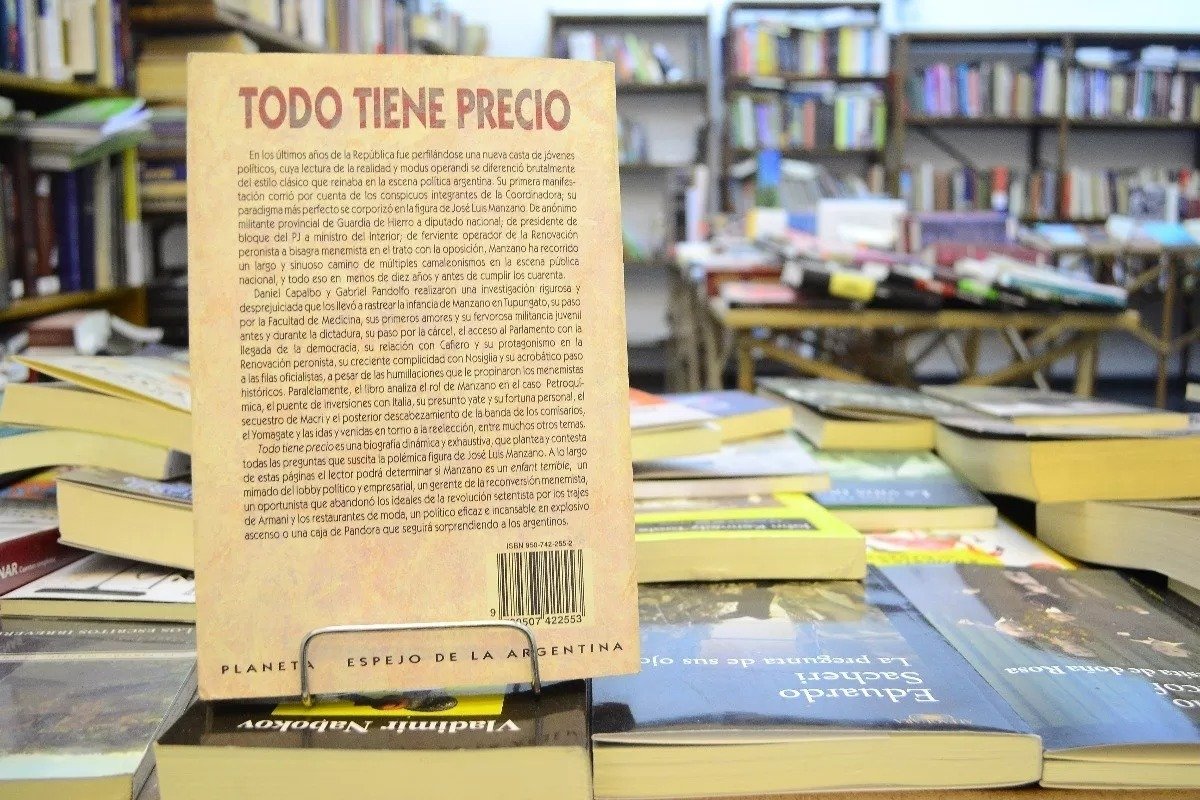 TODO TIENE PRECIO
En los últimos años de la República fue perfilándose una nueva casta de jóvenes
políticos, cuya lectura de la realidad y modus operandi se diferenció brutalmente
del estilo clásico que reinaba en la escena política argentina. Su primera manifes-
tación corrió por cuenta de los conspicuos integrantes de la Coordinadora; su
paradigma más perfecto se corporizó en la figura de José Luis Manzano. De anónimo
militante provincial de Guardia de Hierro a diputado nacional; de presidente de
bloque del PJ a ministro del Interior; de ferviente operador de la Renovación
peronista a bisagra menemista en el trato con la oposición, Manzano ha recorrido
un largo y sinuoso camino de múltiples camaleonismos en la escena pública
nacional, y todo eso en menos de diez años y antes de cumplir los cuarenta.
Daniel Capalbo y Gabriel Pandolfo realizaron una investigación rigurosa y
desprejuiciada que los llevó a rastrear la infancia de Manzano en Tupungato, su paso
por la Facultad de Medicina, sus primeros amores y su fervorosa militancia juvenil
antes y durante la dictadura, su paso por la cárcel, el acceso al Parlamento con la
llegada de la democracia, su relación con Cafiero y su protagonismo en la
Renovación peronista, su creciente complicidad con Nosiglia y su acrobático paso
a las filas oficialistas, a pesar de las humillaciones que le propinaron los menemistas
históricos. Paralelamente, el libro analiza el rol de Manzano en el caso Petroquí-
mica, el puente de inversiones con Italia, su presunto yate y su fortuna personal, el
secuestro de Macri y el posterior descabezamiento de la banda de los comisarios,
el Yomagate y las idas y venidas en torno a la reelección, entre muchos otros temas.
Todo tiene precio es una biografía dinámica y exhaustiva, que plantea y contesta
todas las preguntas que suscita la polémica figura de José Luis Manzano. A lo largo
de estas páginas el lector podrá determinar si Manzano es un enfant terrible, un
mimado del lobby político y empresarial, un gerente de la reconversión menemista,
un oportunista que abandonó los ideales de la revolución setentista por los trajes
de Armani y los restaurantes de moda, un político eficaz e incansable en explosivo
ascenso o una caja de Pandora que seguirá sorprendiendo a los argentinos.
ISBN 950-742-255-2
9 789507 422553
PLANETA ESPEJO DE LA ARGENTINA
Vladimir Nabokov
Eduardo
Sacheri
La pregunta de sus ojos
sita de doña Rosa
John Kennedy Toole
LOS ESCRITOS IRREVERENTES